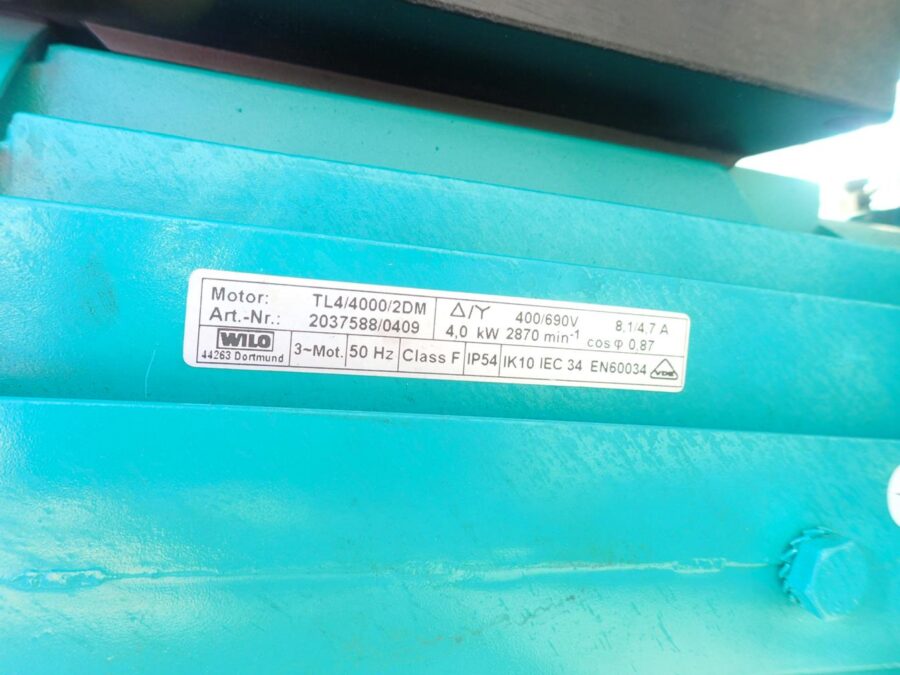 Motor: TL4/4000/2DM
Art.-Nr.: 2037588/0409
Δ/Y 400/690V 8,1/4,7 A
4,0 kW 2870 min⁻¹ cos φ 0,87
WILO
44263 Dortmund
3~Mot. 50 Hz Class F IP54 IK10 IEC 34 EN60034 VDE